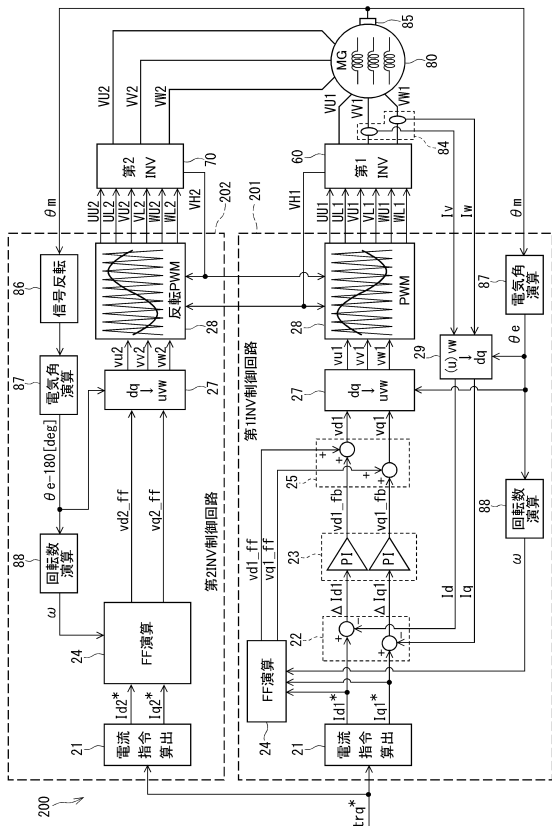 200
trq*
21
電流
指令
算出
Id2*
Iq2*
24
FF演算
ω
88
回転数
演算
θe-180[deg]
87
電気角
演算
86
信号反転
θm
vd2_ff
vq2_ff
第2INV制御回路
27
dq
→
uvw
vu2
vv2
vw2
28
反転PWM
UU2
UL2
VU2
VL2
WU2
WL2
202
201
VH2
第2
INV
70
VU2
VV2
VW2
MG
85
80
21
電流
指令
算出
Id1*
Iq1*
24
FF演算
vd1_ff
vq1_ff
22
+
-
+
-
ΔId1
ΔIq1
23
PI
PI
vd1_fb
vq1_fb
25
+
+
+
+
vd1
vq1
第1INV制御回路
27
dq
→
uvw
vu1
vv1
vw1
28
PWM
UU1
UL1
VU1
VL1
WU1
WL1
VH1
第1
INV
60
VU1
VV1
VW1
84
Iv
Iw
θm
87
電気角演算
θe
29
(u)vw
→
dq
Id
Iq
88
回転数
演算
ω